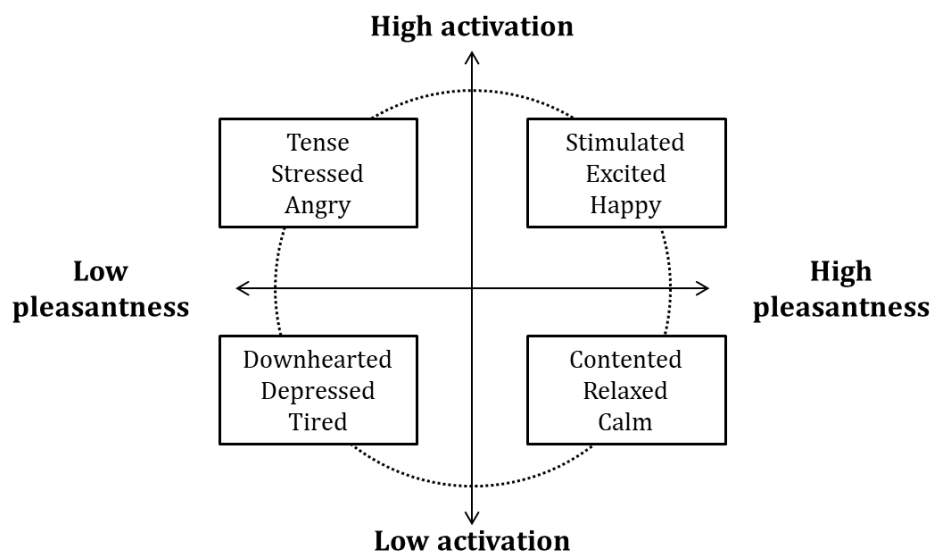 High activation
Tense
Stressed
Angry
Stimulated
Excited
Happy
Low
pleasantness
High
pleasantness
Downhearted
Depressed
Tired
Contented
Relaxed
Calm
Low activation